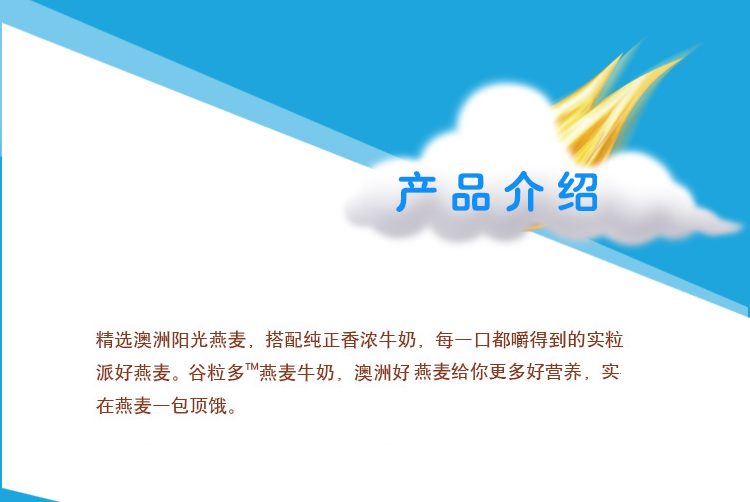 产品介绍
精选澳洲阳光燕麦，搭配纯正香浓牛奶，每一口都嚼得到的实粒
派好燕麦。谷粒多™燕麦牛奶，澳洲好燕麦给你更多好营养，实
在燕麦一包顶饿。